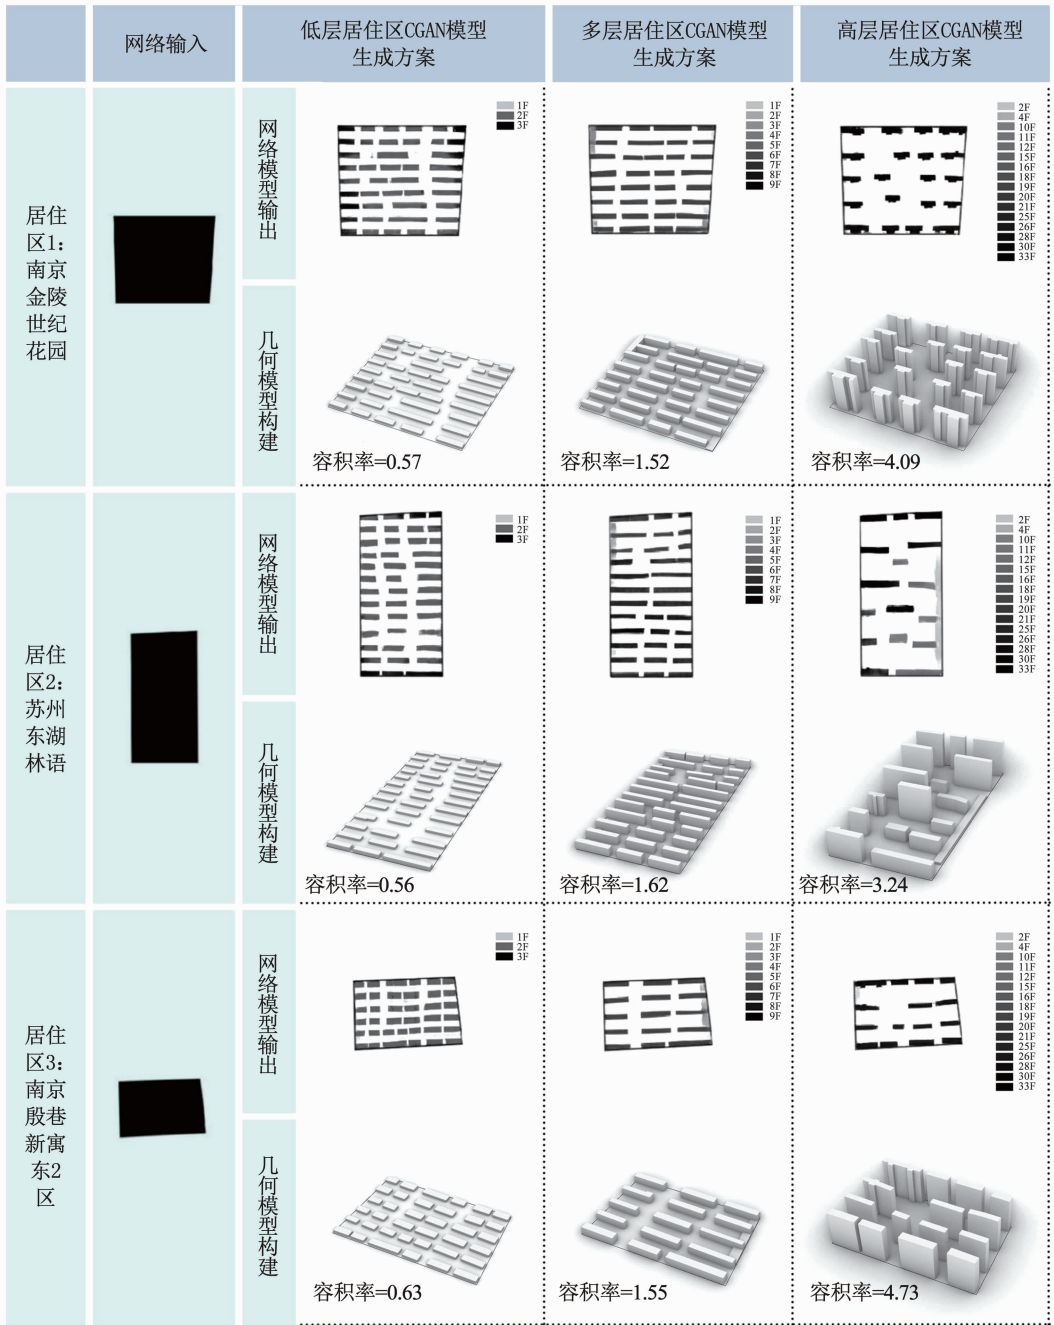 网络输入
低层居住区CGAN模型
生成方案
多层居住区CGAN模型
生成方案
高层居住区CGAN模型
生成方案
居住
区1：
南京
金陵
世纪
花园
网络模型输出
1F
2F
3F
1F
2F
3F
4F
5F
6F
7F
8F
9F
2F
4F
10F
11F
12F
15F
16F
18F
19F
20F
21F
25F
26F
28F
30F
33F
几何模型构建
容积率=0.57
容积率=1.52
容积率=4.09
居住
区2：
苏州
东湖
林语
网络模型输出
1F
2F
3F
1F
2F
3F
4F
5F
6F
7F
8F
9F
2F
4F
10F
11F
12F
15F
16F
18F
19F
20F
21F
25F
26F
28F
30F
33F
几何模型构建
容积率=0.56
容积率=1.62
容积率=3.24
居住
区3：
南京
殷巷
新寓
东2
区
网络模型输出
1F
2F
3F
1F
2F
3F
4F
5F
6F
7F
8F
9F
2F
4F
10F
11F
12F
15F
16F
18F
19F
20F
21F
25F
26F
28F
30F
33F
几何模型构建
容积率=0.63
容积率=1.55
容积率=4.73